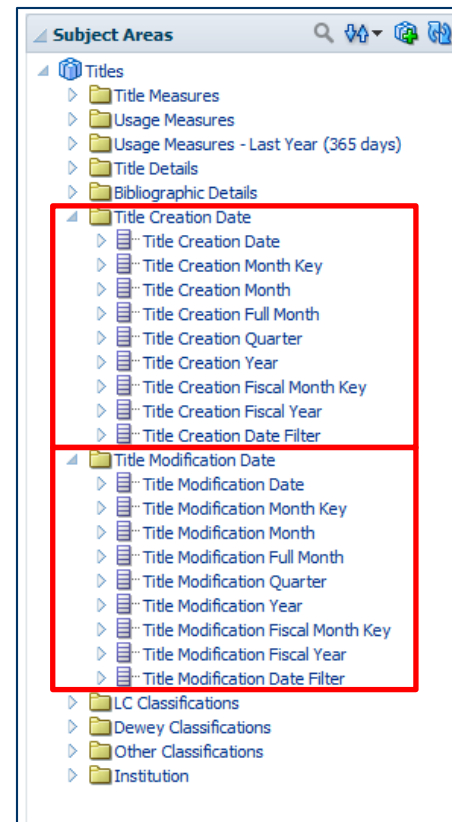 Subject Areas
Titles
Title Measures
Usage Measures
Usage Measures - Last Year (365 days)
Title Details
Bibliographic Details
Title Creation Date
Title Creation Date
Title Creation Month Key
Title Creation Month
Title Creation Full Month
Title Creation Quarter
Title Creation Year
Title Creation Fiscal Month Key
Title Creation Fiscal Year
Title Creation Date Filter
Title Modification Date
Title Modification Date
Title Modification Month Key
Title Modification Month
Title Modification Full Month
Title Modification Quarter
Title Modification Year
Title Modification Fiscal Month Key
Title Modification Fiscal Year
Title Modification Date Filter
LC Classifications
Dewey Classifications
Other Classifications
Institution